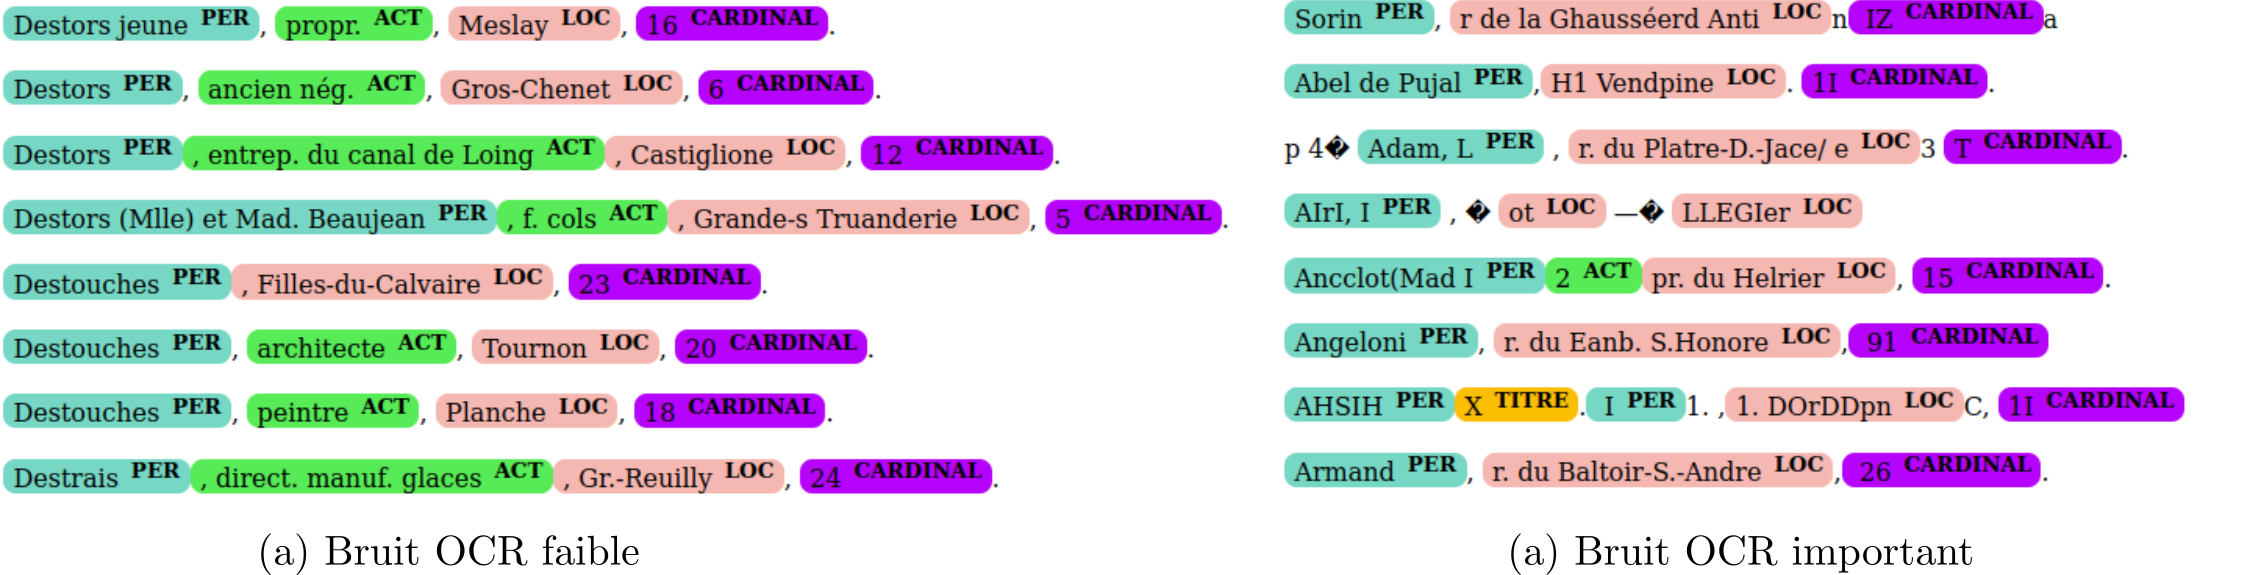 Destors jeune PER, propr. ACT, Meslay LOC, 16 CARDINAL.
Destors PER, ancien nég. ACT, Gros-Chenet LOC, 6 CARDINAL.
Destors PER, entrep. du canal de Loing ACT, Castiglione LOC, 12 CARDINAL.
Destors (Mlle) et Mad. Beaujean PER, f. cols ACT, Grande-s Truanderie LOC, 5 CARDINAL.
Destouches PER, Filles-du-Calvaire LOC, 23 CARDINAL.
Destouches PER, architecte ACT, Tournon LOC, 20 CARDINAL.
Destouches PER, peintre ACT, Planche LOC, 18 CARDINAL.
Destrais PER, direct. manuf. glaces ACT, Gr.-Reuilly LOC, 24 CARDINAL.
(a) Bruit OCR faible
Sorin PER, r de la Ghausséerd Anti LOC n IZ CARDINAL a
Abel de Pujal PER, H1 Vendpine LOC. 1I CARDINAL.
p 4� Adam, L PER , r. du Platre-D.-Jace/ e LOC 3 T CARDINAL.
AIrI, I PER , � ot LOC —� LLEGIer LOC
Ancclot(Mad I PER 2 ACT pr. du Helrier LOC, 15 CARDINAL.
Angeloni PER, r. du Eanb. S.Honore LOC, 91 CARDINAL
AHSIH PER X TITRE. I PER 1. , 1. DOrDDpn LOC C, 1I CARDINAL
Armand PER, r. du Baltoir-S.-Andre LOC, 26 CARDINAL.
(a) Bruit OCR important